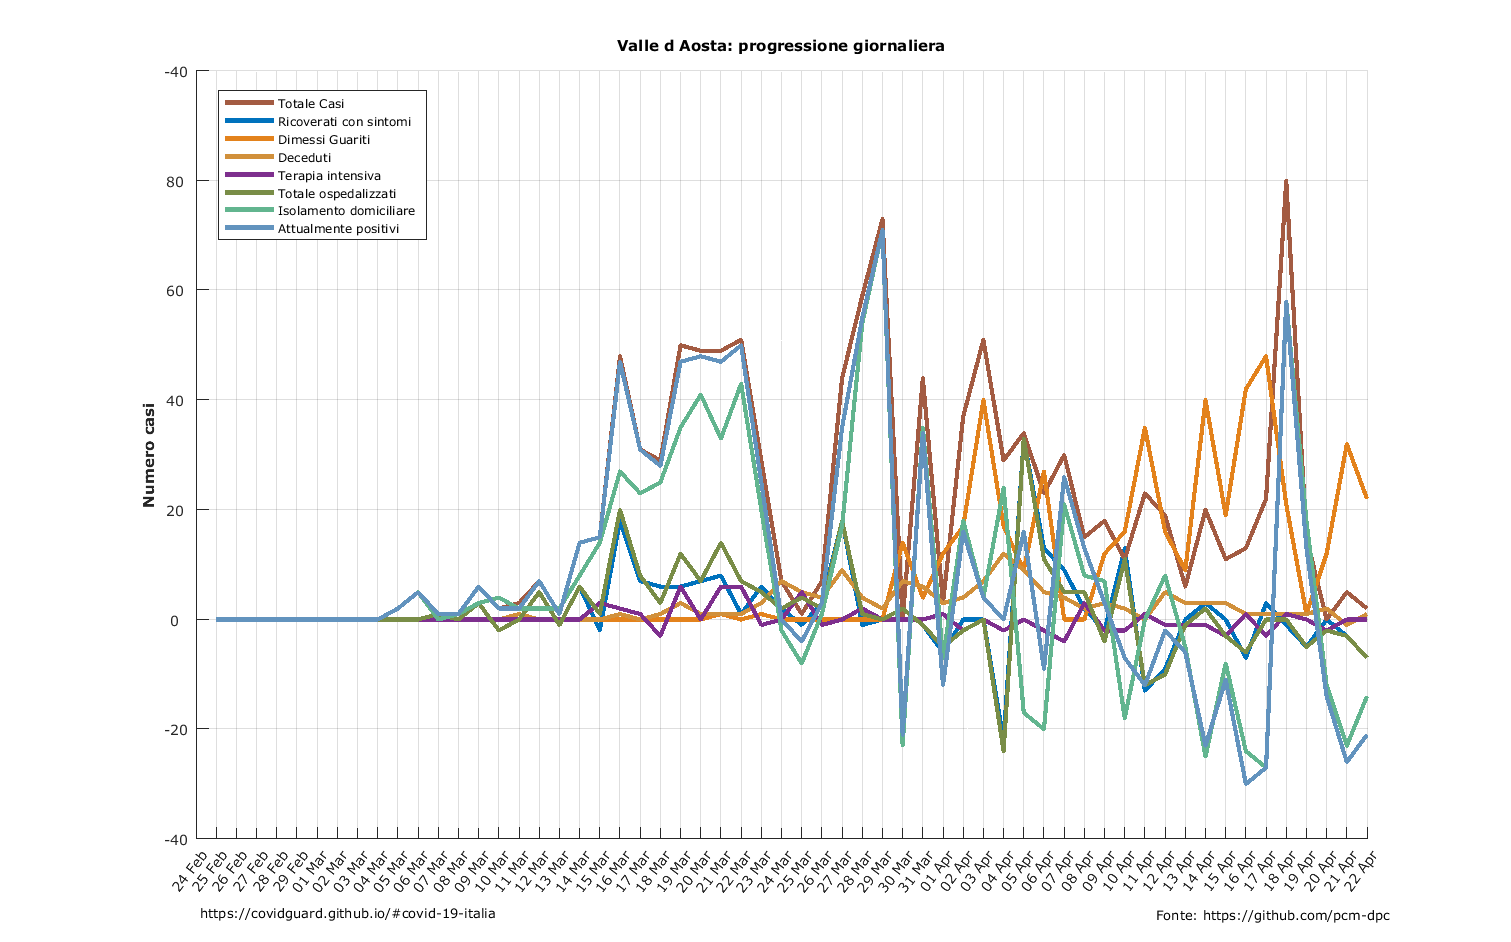 Valle d Aosta: progressione giornaliera
-40
80
60
40
20
0
-20
-40
Numero casi
Totale Casi
Ricoverati con sintomi
Dimessi Guariti
Deceduti
Terapia intensiva
Totale ospedalizzati
Isolamento domiciliare
Attualmente positivi
24 Feb
25 Feb
26 Feb
27 Feb
28 Feb
29 Feb
01 Mar
02 Mar
03 Mar
04 Mar
05 Mar
06 Mar
07 Mar
08 Mar
09 Mar
10 Mar
11 Mar
12 Mar
13 Mar
14 Mar
15 Mar
16 Mar
17 Mar
18 Mar
19 Mar
20 Mar
21 Mar
22 Mar
23 Mar
24 Mar
25 Mar
26 Mar
27 Mar
28 Mar
29 Mar
30 Mar
31 Mar
01 Apr
02 Apr
03 Apr
04 Apr
05 Apr
06 Apr
07 Apr
08 Apr
09 Apr
10 Apr
11 Apr
12 Apr
13 Apr
14 Apr
15 Apr
16 Apr
17 Apr
18 Apr
19 Apr
20 Apr
21 Apr
22 Apr
https://covidguard.github.io/#covid-19-italia
Fonte: https://github.com/pcm-dpc